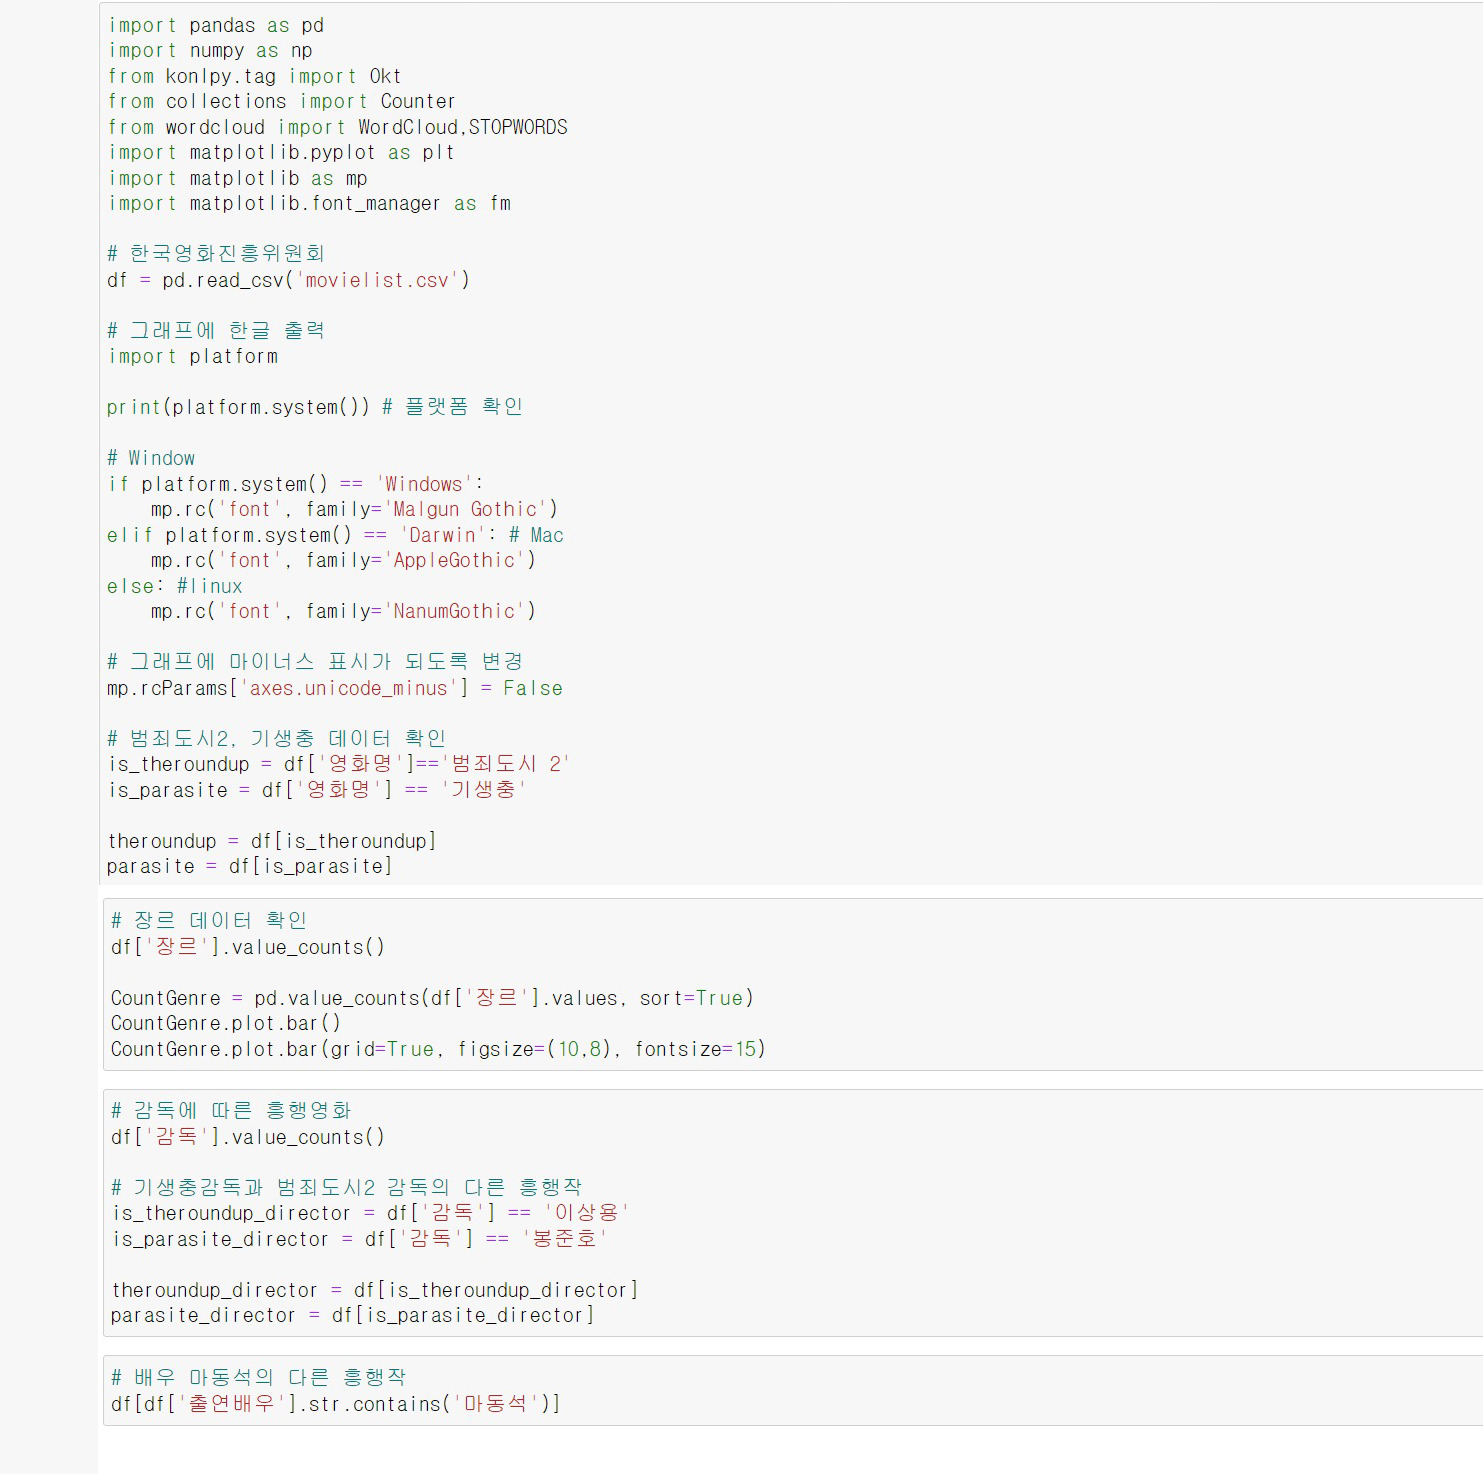 import pandas as pd
import numpy as np
from konlpy.tag import Okt
from collections import Counter
from wordcloud import WordCloud,STOPWORDS
import matplotlib.pyplot as plt
import matplotlib as mp
import matplotlib.font_manager as fm
# 한국영화진흥위원회
df = pd.read_csv('movielist.csv')
# 그래프에 한글 출력
import platform
print(platform.system()) # 플랫폼 확인
# Window
if platform.system() == 'Windows':
    mp.rc('font', family='Malgun Gothic')
elif platform.system() == 'Darwin': # Mac
    mp.rc('font', family='AppleGothic')
else: #linux
    mp.rc('font', family='NanumGothic')
# 그래프에 마이너스 표시가 되도록 변경
mp.rcParams['axes.unicode_minus'] = False
# 범죄도시2, 기생충 데이터 확인
is_theroundup = df['영화명']=='범죄도시 2'
is_parasite = df['영화명'] == '기생충'
theroundup = df[is_theroundup]
parasite = df[is_parasite]
# 장르 데이터 확인
df['장르'].value_counts()
CountGenre = pd.value_counts(df['장르'].values, sort=True)
CountGenre.plot.bar()
CountGenre.plot.bar(grid=True, figsize=(10,8), fontsize=15)
# 감독에 따른 흥행영화
df['감독'].value_counts()
# 기생충감독과 범죄도시2 감독의 다른 흥행작
is_theroundup_director = df['감독'] == '이상용'
is_parasite_director = df['감독'] == '봉준호'
theroundup_director = df[is_theroundup_director]
parasite_director = df[is_parasite_director]
# 배우 마동석의 다른 흥행작
df[df['출연배우'].str.contains('마동석')]